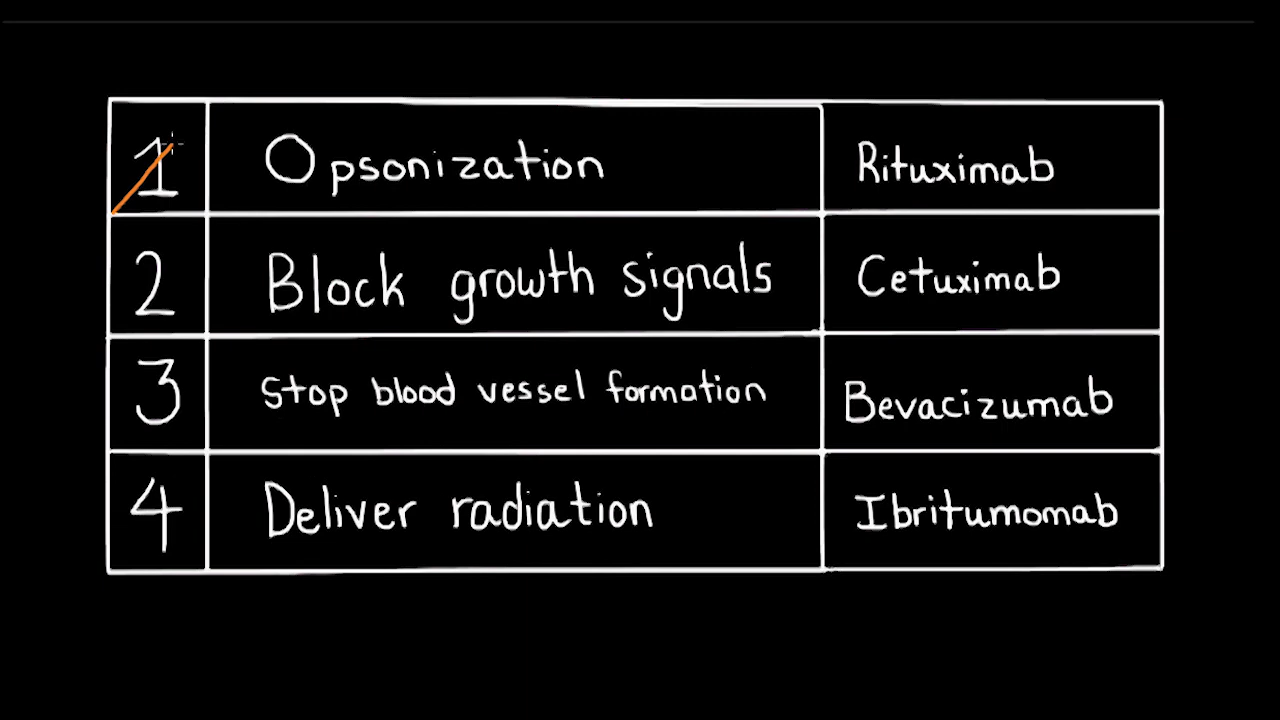 1 Opsonization Rituximab
2 Block growth signals Cetuximab
3 Stop blood vessel formation Bevacizumab
4 Deliver radiation Ibritumomab